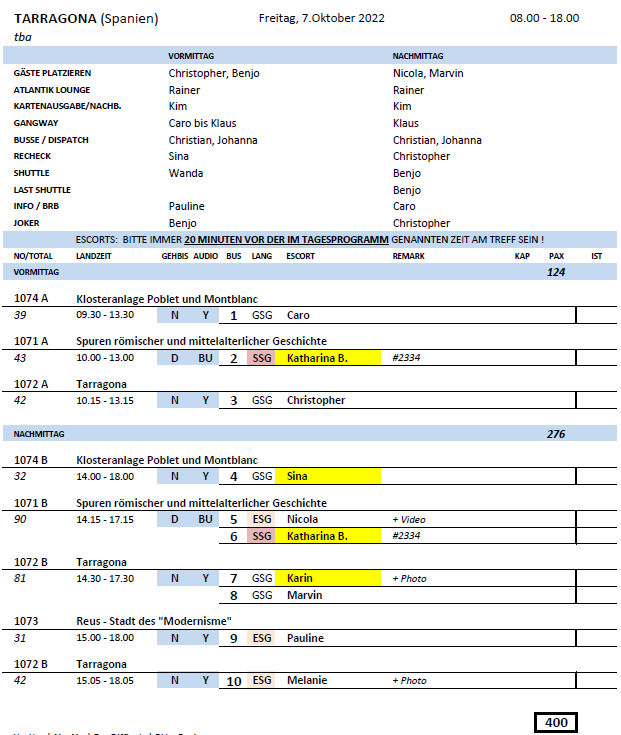 TARRAGONA (Spanien) Freitag, 7.Oktober 2022 08.00 - 18.00
tba
VORMITTAG NACHMITTAG
GÄSTE PLATZIEREN Christopher, Benjo Nicola, Marvin
ATLANTIK LOUNGE Rainer Rainer
KARTENAUSGABE/NACHB. Kim Kim
GANGWAY Caro bis Klaus Klaus
BUSSE / DISPATCH Christian, Johanna Christian, Johanna
RECHECK Sina Christopher
SHUTTLE Wanda Benjo
LAST SHUTTLE Benjo
INFO / BRB Pauline Caro
JOKER Benjo Christopher
ESCORTS: BITTE IMMER 20 MINUTEN VOR DER IM TAGESPROGRAMM GENANNTEN ZEIT AM TREFF SEIN !
NO/TOTAL LANDZEIT GEHBIS AUDIO BUS LANG ESCORT REMARK KAP PAX IST
VORMITTAG 124
1074 A Klosteranlage Poblet und Montblanc
39 09.30 - 13.30 N Y 1 GSG Caro
1071 A Spuren römischer und mittelalterlicher Geschichte
43 10.00 - 13.00 D BU 2 SSG Katharina B. #2334
1072 A Tarragona
42 10.15 - 13.15 N Y 3 GSG Christopher
NACHMITTAG 276
1074 B Klosteranlage Poblet und Montblanc
32 14.00 - 18.00 N Y 4 GSG Sina
1071 B Spuren römischer und mittelalterlicher Geschichte
90 14.15 - 17.15 D BU 5 ESG Nicola + Video
6 SSG Katharina B. #2334
1072 B Tarragona
81 14.30 - 17.30 N Y 7 GSG Karin + Photo
8 GSG Marvin
1073 Reus - Stadt des "Modernisme"
31 15.00 - 18.00 N Y 9 ESG Pauline
1072 B Tarragona
42 15.05 - 18.05 N Y 10 ESG Melanie + Photo
400